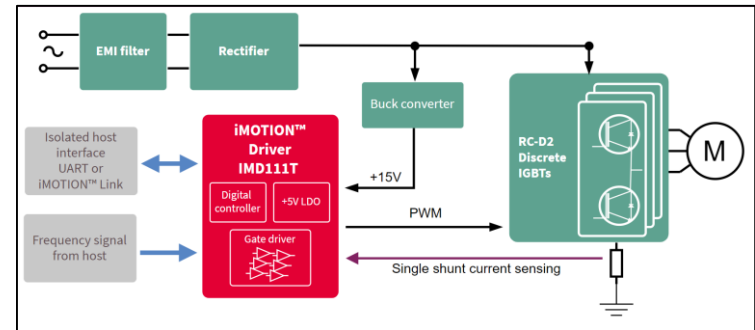 EMI filter
Rectifier
Buck converter
Isolated host
interface
UART or
iMOTION™ Link
iMOTION™
Driver
IMD111T
Digital
controller
+5V LDO
Gate driver
+15V
PWM
RC-D2
Discrete
IGBTs
M
Frequency signal
from host
Single shunt current sensing